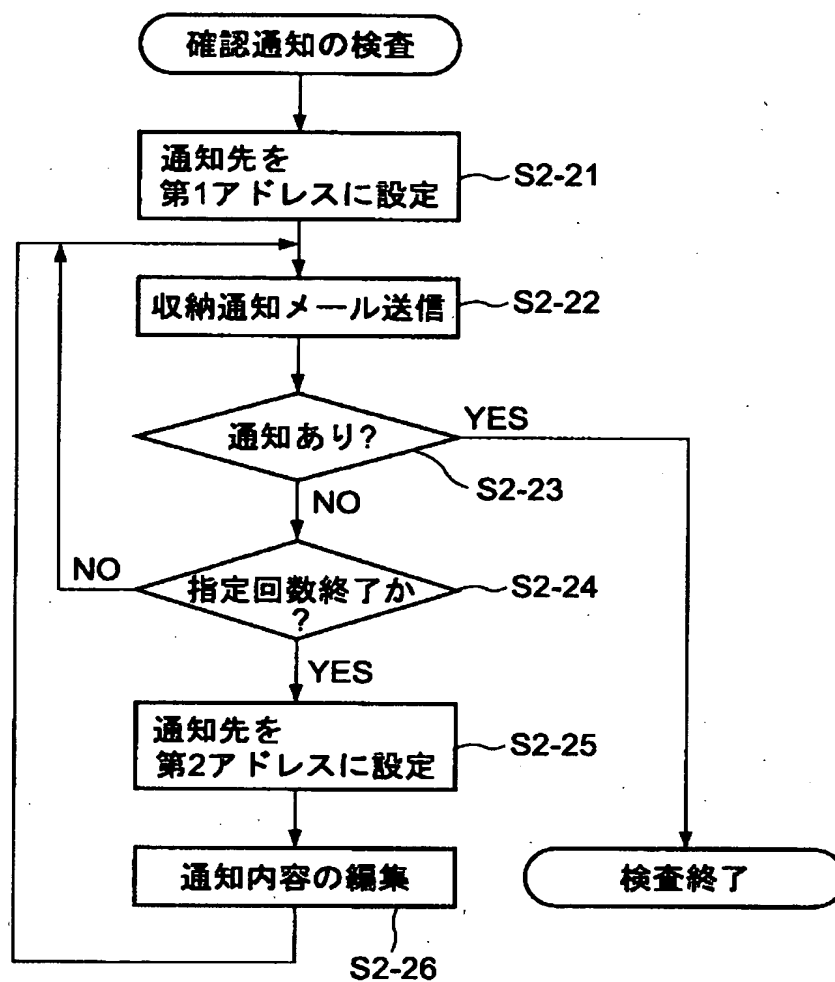 確認通知の検査
通知先を
第1アドレスに設定
S2-21
収納通知メール送信
S2-22
通知あり?
YES
S2-23
NO
NO
指定回数終了か
?
S2-24
YES
通知先を
第2アドレスに設定
S2-25
通知内容の編集
検査終了
S2-26